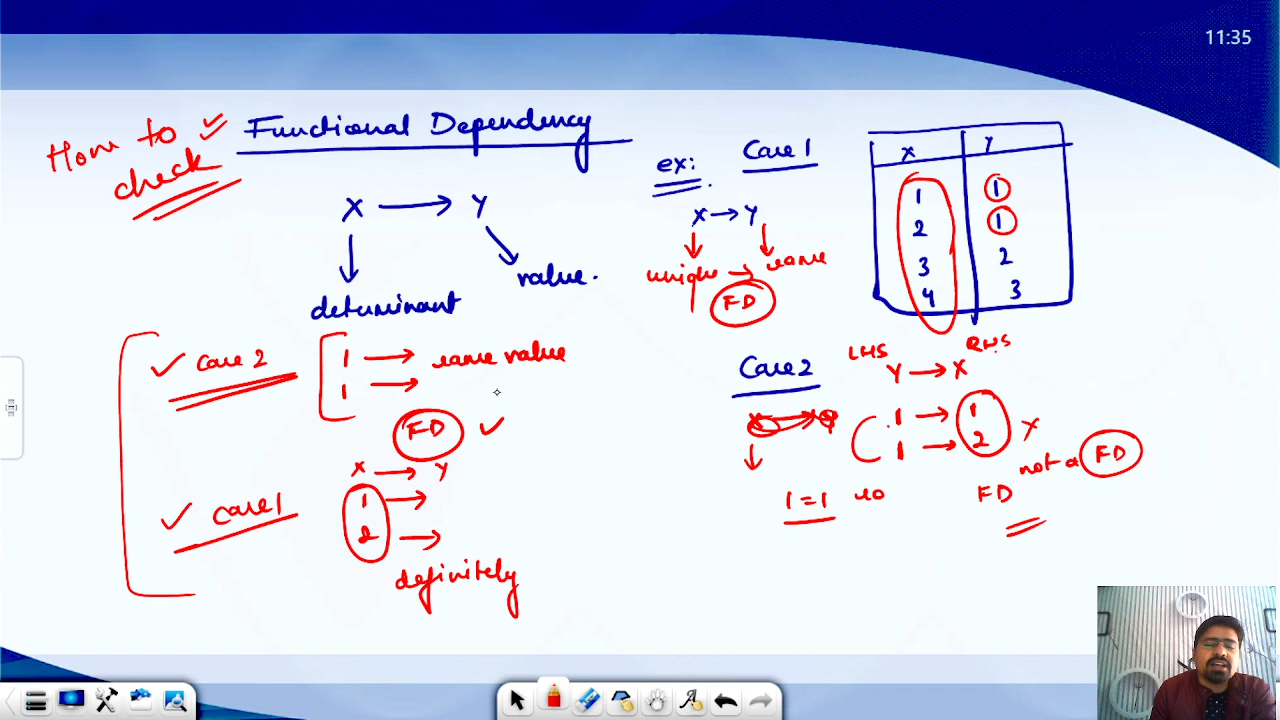 11:35
How to check
Functional Dependency
X → Y
determinant
value.
ex:
Case 1
X → Y
unique → same
FD
X Y
1 1
2 1
3 2
4 3
Case 2
1 → same value
1 →
FD
X → Y
Case 1
1 →
2 →
definitely
Case 2
LHS RHS
Y → X
1 → 1
1 → 2
X
not a FD
1 = 1 so
FD